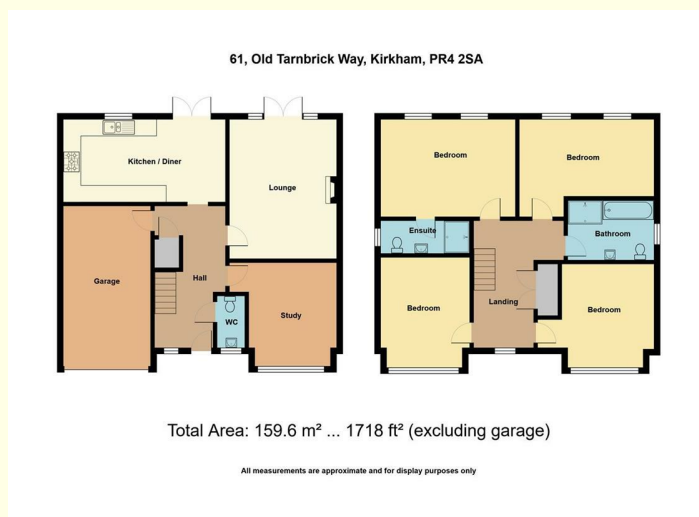 61, Old Tarnbrick Way, Kirkham, PR4 2SA
Kitchen / Diner
Lounge
Garage
Hall
WC
Study
Bedroom
Bedroom
Ensuite
Bathroom
Bedroom
Landing
Bedroom
Total Area: 159.6 m² ... 1718 ft² (excluding garage)
All measurements are approximate and for display purposes only